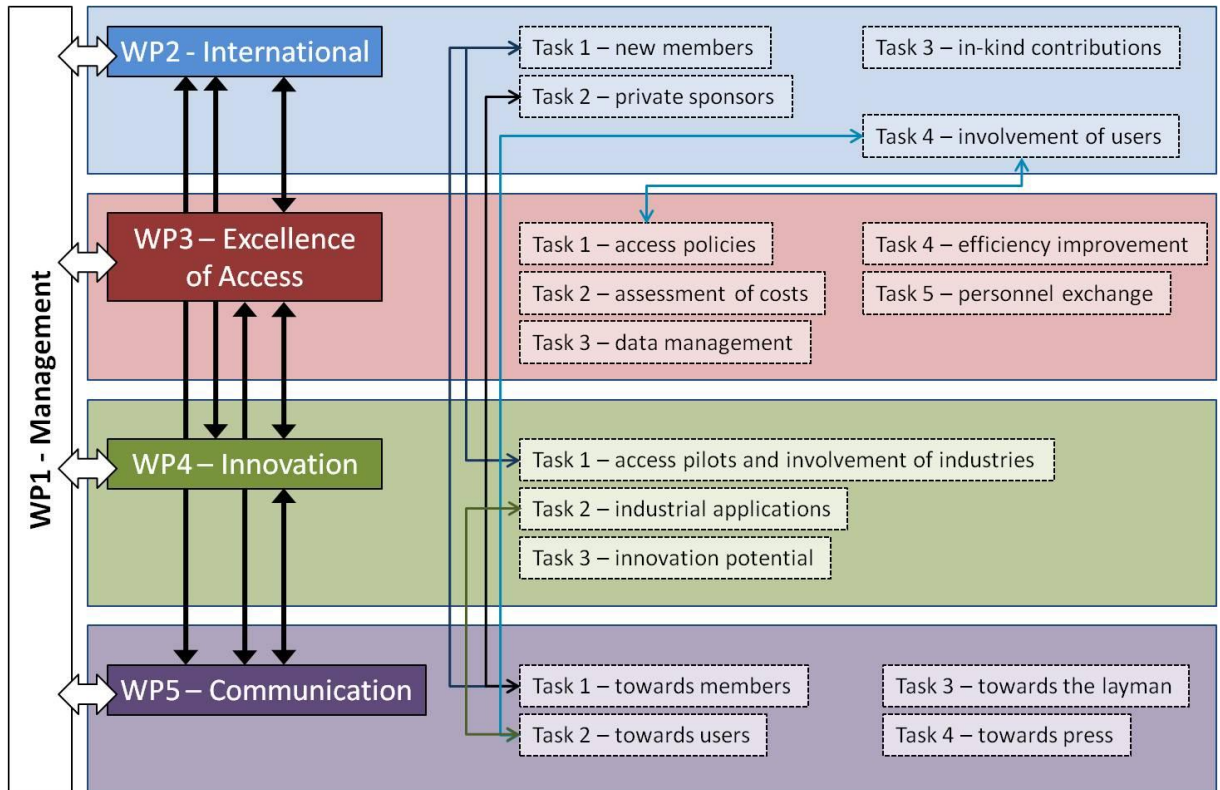 WP1 - Management
WP2 - International
Task 1 – new members
Task 3 – in-kind contributions
Task 2 – private sponsors
Task 4 – involvement of users
WP3 – Excellence
of Access
Task 1 – access policies
Task 4 – efficiency improvement
Task 2 – assessment of costs
Task 5 – personnel exchange
Task 3 – data management
WP4 – Innovation
Task 1 – access pilots and involvement of industries
Task 2 – industrial applications
Task 3 – innovation potential
WP5 – Communication
Task 1 – towards members
Task 3 – towards the layman
Task 2 – towards users
Task 4 – towards press